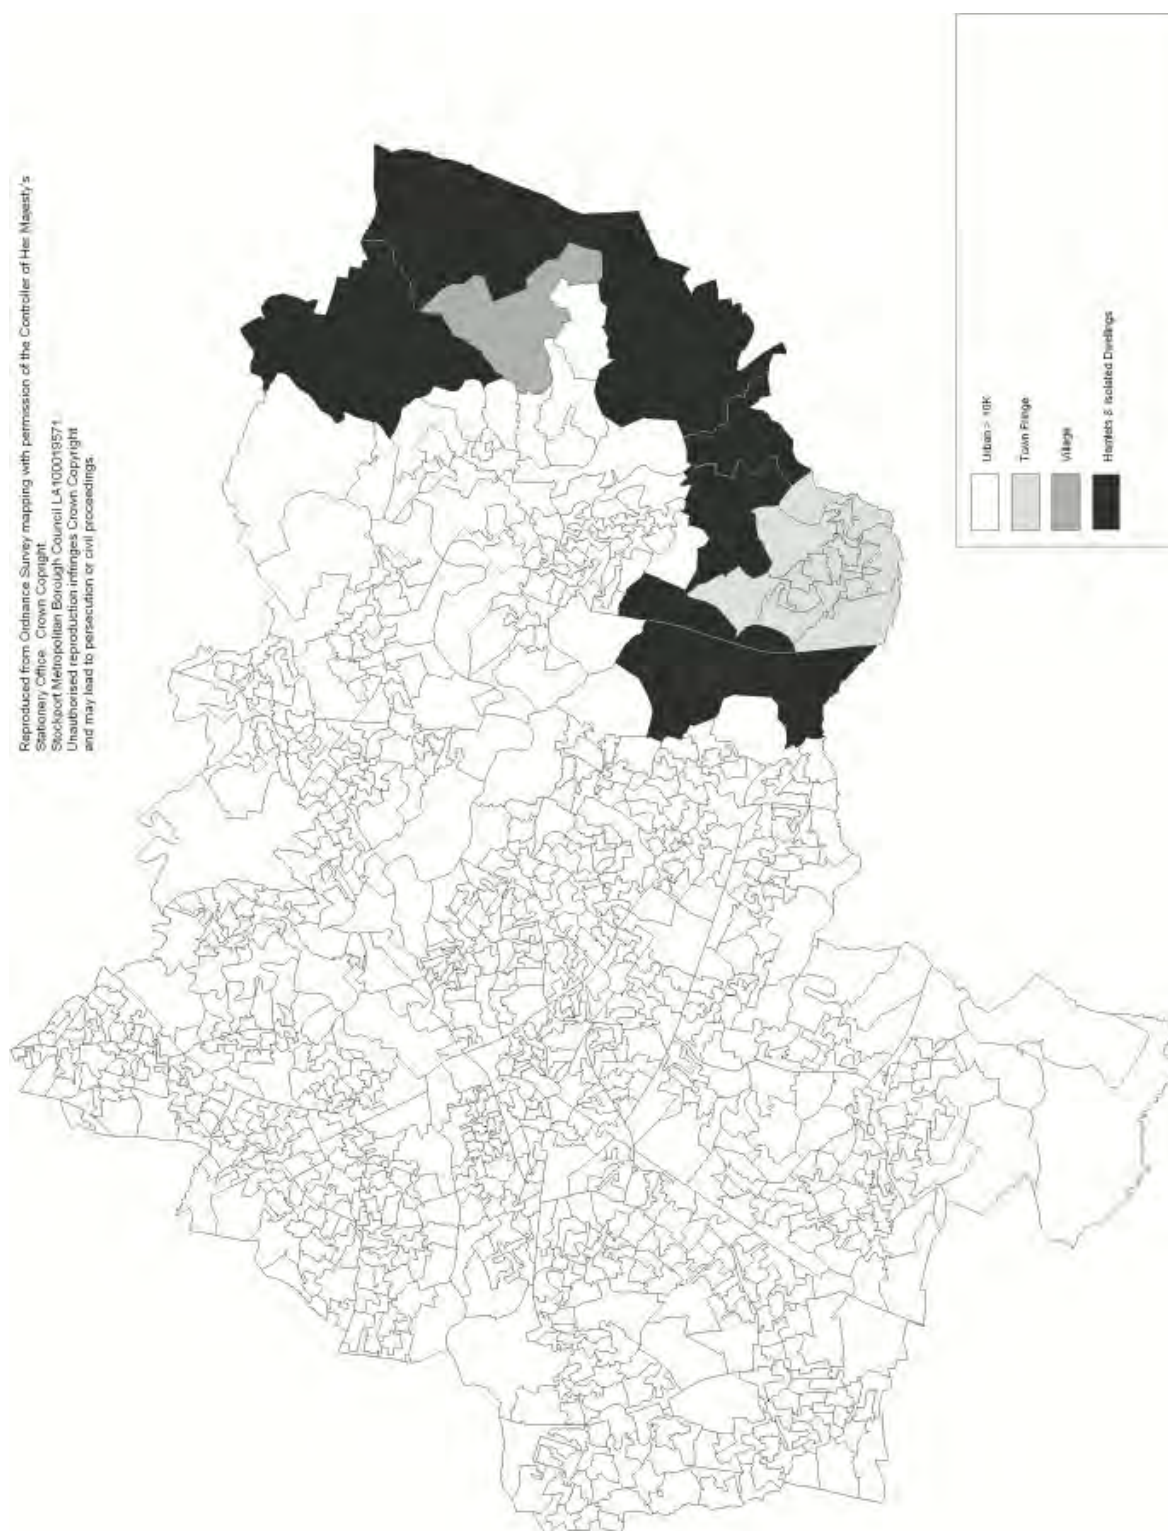 Reproduced from Ordnance Survey mapping with permission of the Controller of Her Majesty's
Stationery Office. Crown Copyright.
Stockport Metropolitan Borough Council LA100019571.
Unauthorised reproduction infringes Crown Copyright
and may lead to persecution or civil proceedings.
Urban > 10K
Town Fringe
Village
Hamlets & Isolated Dwellings